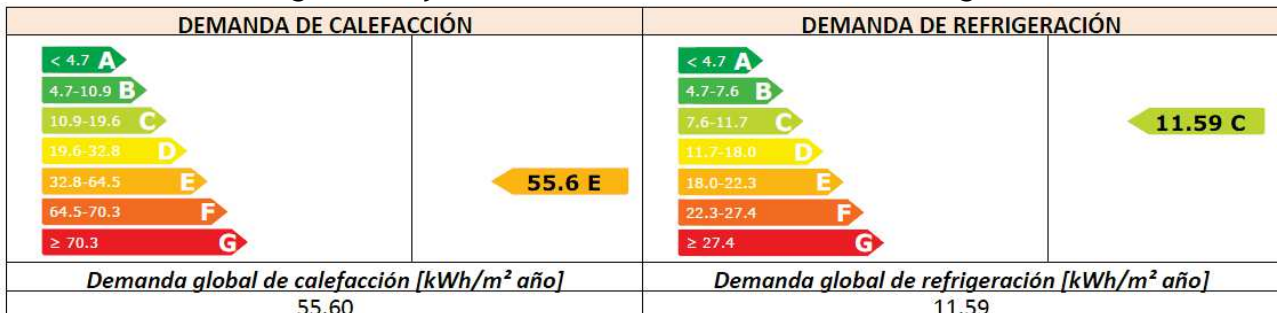 DEMANDA DE CALEFACCIÓN
DEMANDA DE REFRIGERACIÓN
< 4.7 A
4.7-10.9 B
10.9-19.6 C
19.6-32.8 D
32.8-64.5 E
64.5-70.3 F
≥ 70.3 G
55.6 E
< 4.7 A
4.7-7.6 B
7.6-11.7 C
11.7-18.0 D
18.0-22.3 E
22.3-27.4 F
≥ 27.4 G
11.59 C
Demanda global de calefacción [kWh/m² año]
Demanda global de refrigeración [kWh/m² año]
55.60
11.59